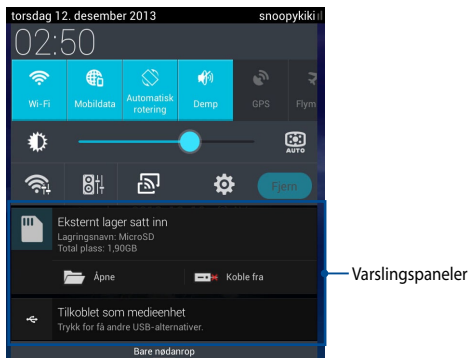 torsdag 12. desember 2013 snoopykiki
02:50
Wi-Fi Mobildata Automatisk rotering Demp GPS Flym
AUTO
Fjern
Eksternt lager satt inn
Lagringsnavn: MicroSD
Total plass: 1,90GB
Åpne Koble fra
Varslingspaneler
Tilkoblet som medieenhet
Trykk for få andre USB-alternativer.
Bare nødanrop